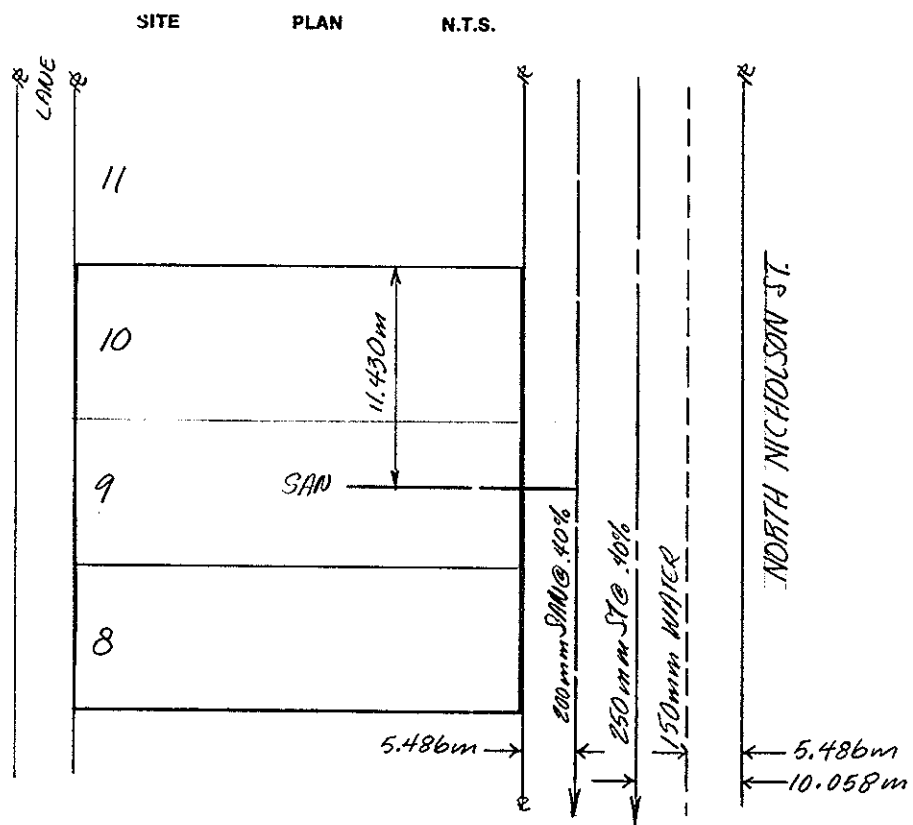 SITE PLAN N.T.S.
LANE
11
10
11.430m
9
SAN
8
200mm SAN @ .40%
250mm ST @ .40%
150mm WATER
NORTH NICHOLSON ST.
5.486m
5.486m
10.058m